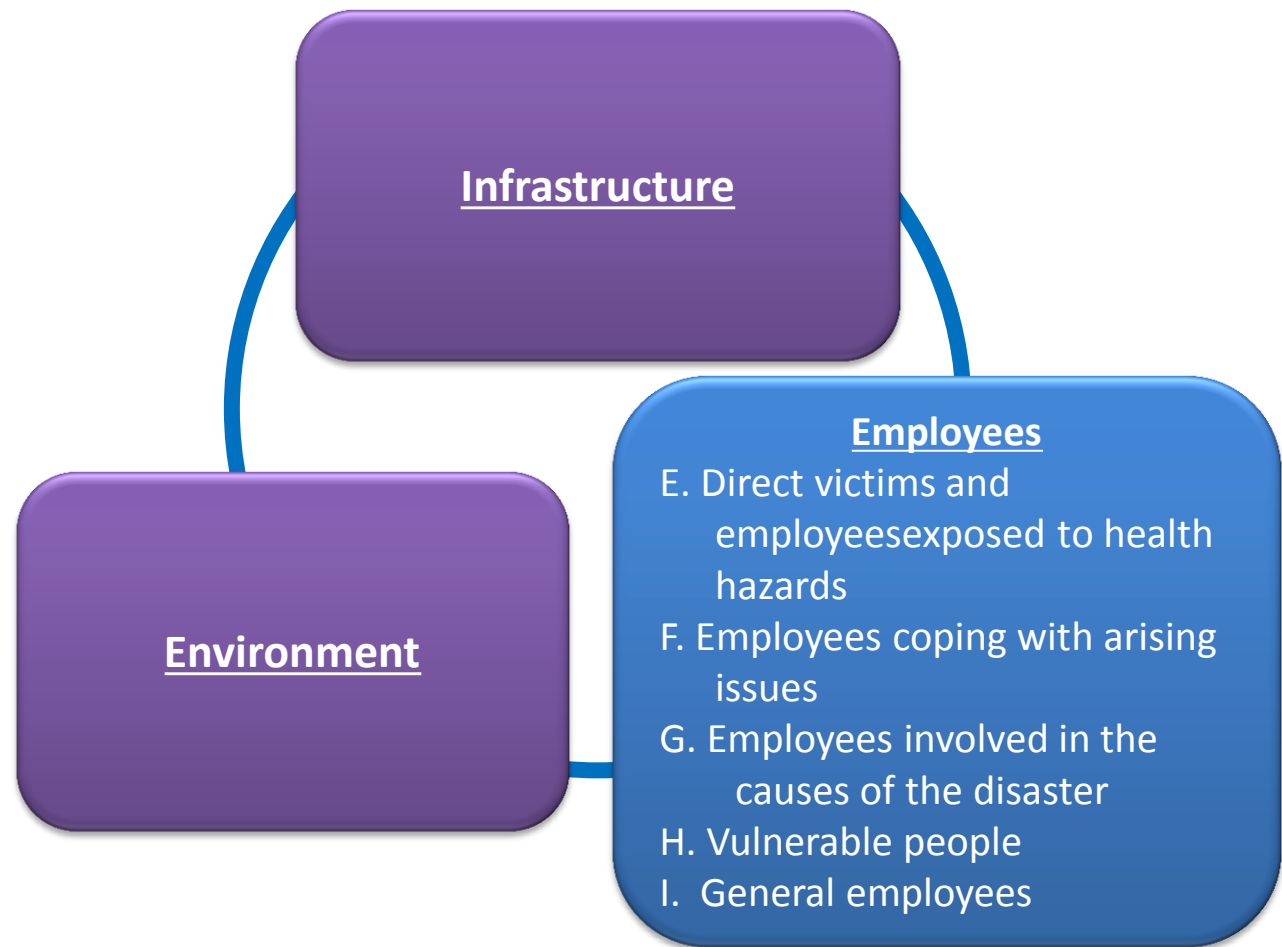 Infrastructure
Employees
E. Direct victims and
employeesexposed to health
hazards
F. Employees coping with arising
issues
G. Employees involved in the
causes of the disaster
H. Vulnerable people
I. General employees
Environment